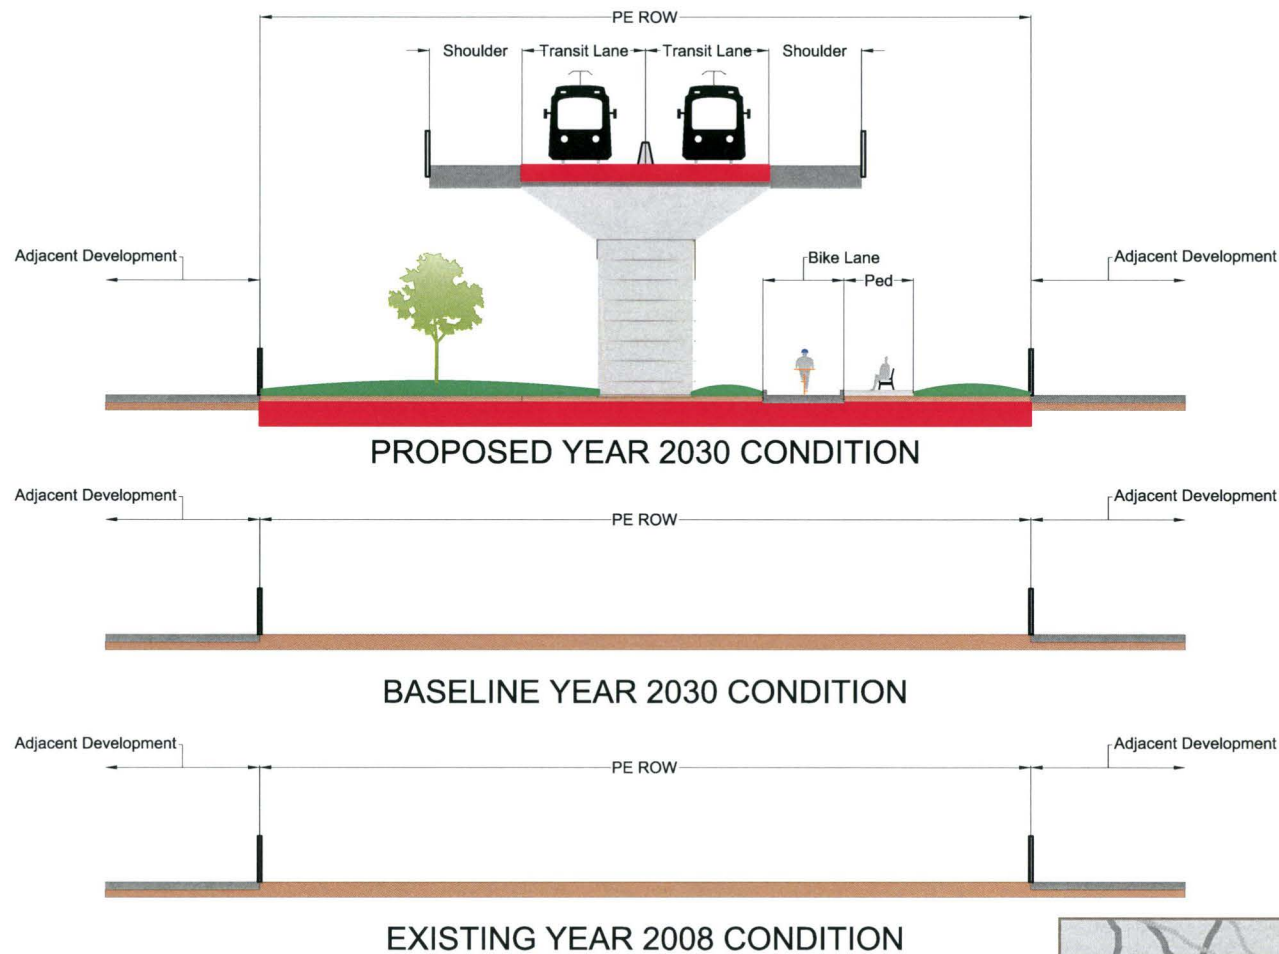 PE ROW
Shoulder Transit Lane Transit Lane Shoulder
Adjacent Development Bike Lane Adjacent Development
Ped
PROPOSED YEAR 2030 CONDITION
Adjacent Development Adjacent Development
PE ROW
BASELINE YEAR 2030 CONDITION
Adjacent Development Adjacent Development
PE ROW
EXISTING YEAR 2008 CONDITION